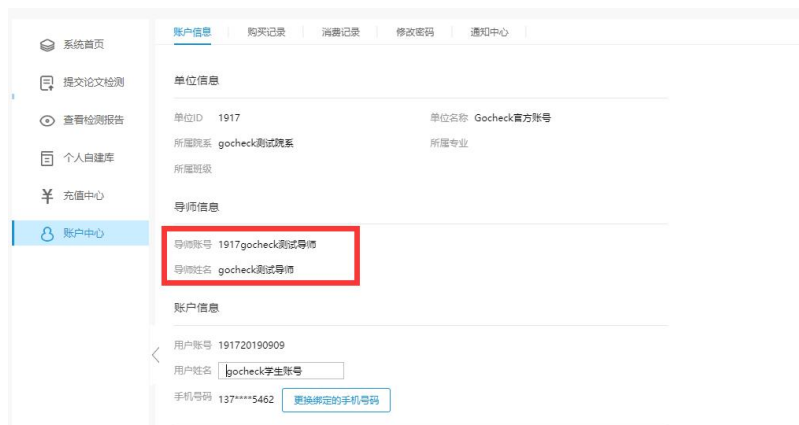 账户信息 购买记录 消费记录 修改密码 通知中心
系统首页
提交论文检测
查看检测报告
个人自建库
充值中心
账户中心
单位信息
单位ID 1917 单位名称 Gocheck官方账号
所属院系 gocheck测试院系 所属专业
所属班级
导师信息
导师账号 1917gocheck测试导师
导师姓名 gocheck测试导师
账户信息
用户账号 191720190909
用户姓名 gocheck学生账号
手机号码 137****5462 更换绑定的手机号码